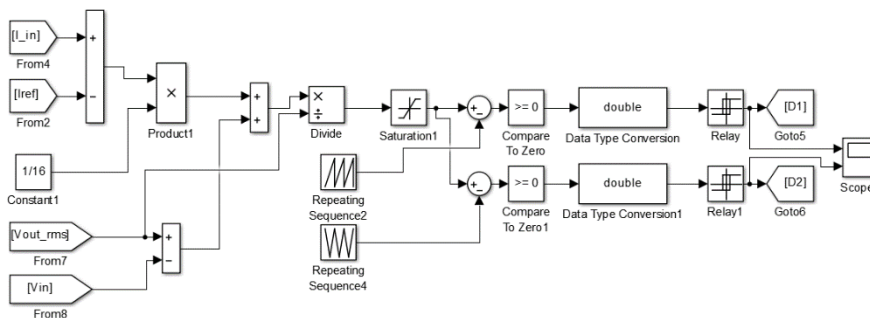 [I_in]
From4
[Iref]
From2
+
−
×
Product1
1/16
Constant1
[Vout_rms]
From7
[Vin]
From8
+
−
+
+
×
÷
Divide
Saturation1
Repeating
Sequence2
Repeating
Sequence4
+
−
>= 0
Compare
To Zero
double
Data Type Conversion
Relay
[D1]
Goto5
+
−
>= 0
Compare
To Zero1
double
Data Type Conversion1
Relay1
[D2]
Goto6
Scope